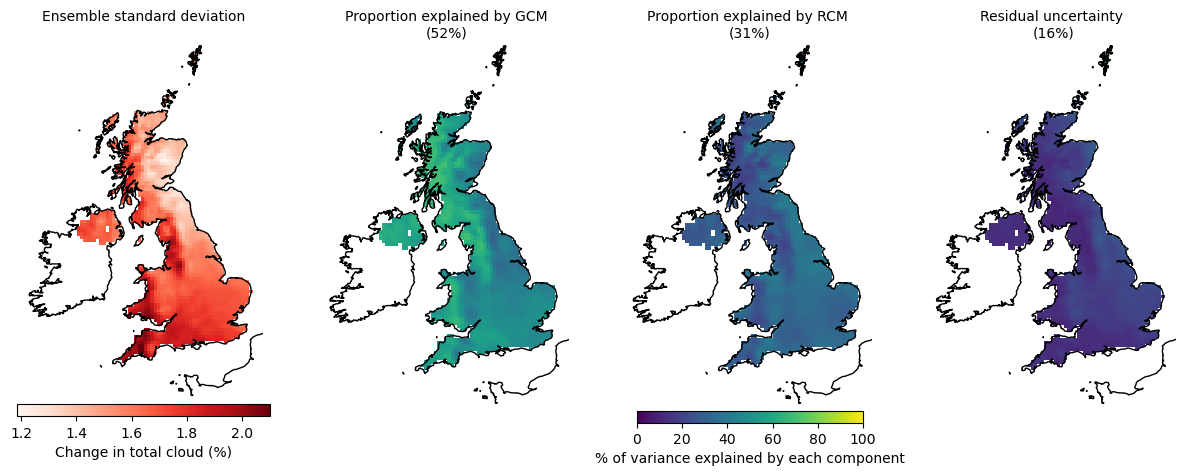 Ensemble standard deviation
Proportion explained by GCM
(52%)
Proportion explained by RCM
(31%)
Residual uncertainty
(16%)
1.2 1.4 1.6 1.8 2.0
Change in total cloud (%)
0 20 40 60 80 100
% of variance explained by each component